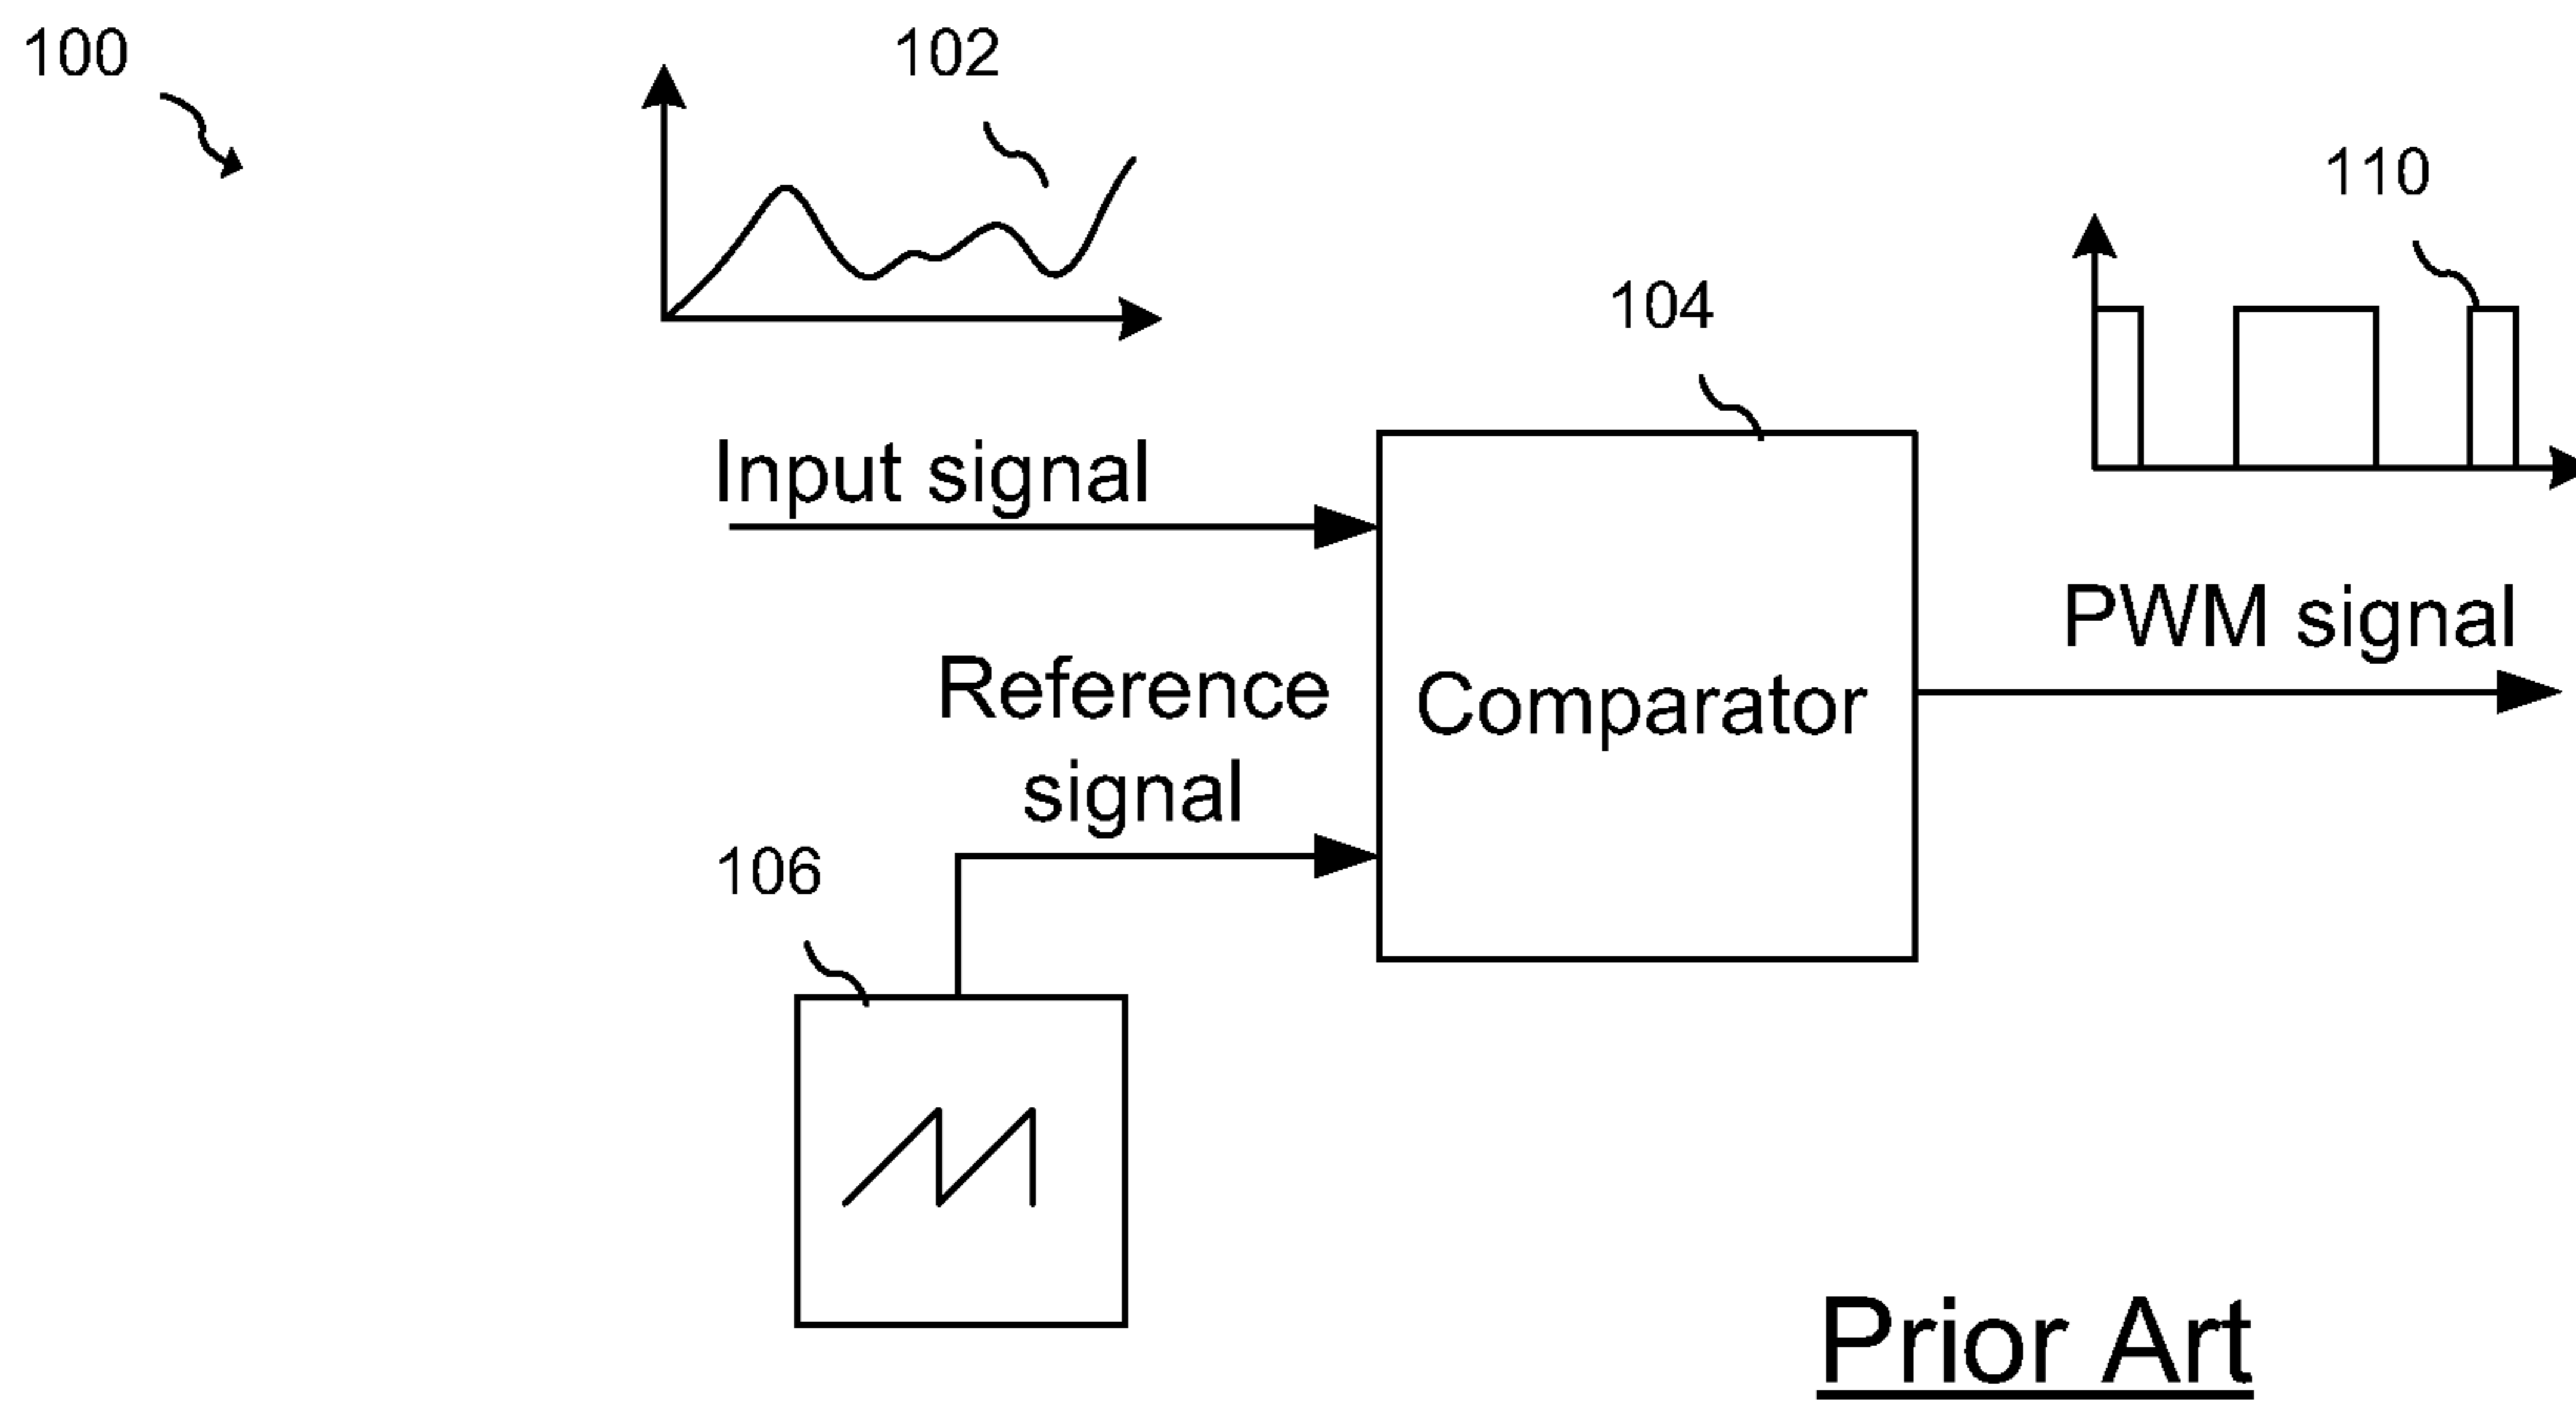 100
102
110
104
Input signal
PWM signal
Reference
signal
Comparator
106
Prior Art